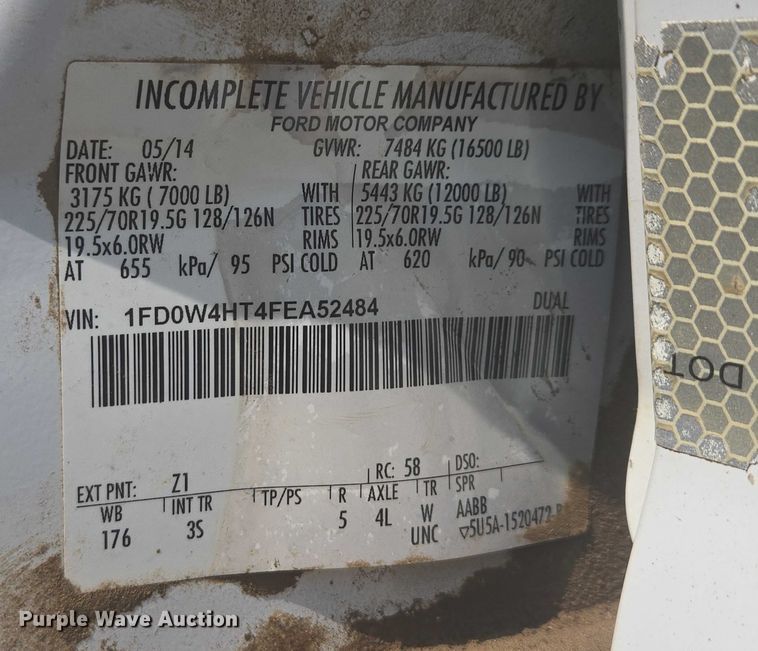 INCOMPLETE VEHICLE MANUFACTURED BY
FORD MOTOR COMPANY
DATE: 05/14 GVWR: 7484 KG (16500 LB)
FRONT GAWR: REAR GAWR:
3175 KG ( 7000 LB) WITH 5443 KG (12000 LB) WITH
225/70R19.5G 128/126N TIRES 225/70R19.5G 128/126N TIRES
19.5x6.0RW RIMS 19.5x6.0RW RIMS
AT 655 kPa/ 95 PSI COLD AT 620 kPa/ 90 PSI COLD
VIN: 1FD0W4HT4FEA52484 DUAL
EXT PNT: Z1 RC: 58 DSO:
WB INT TR TP/PS R AXLE TR SPR
176 3S 5 4L W AABB
UNC ▽5U5A-1520472-
DOT
Purple Wave Auction